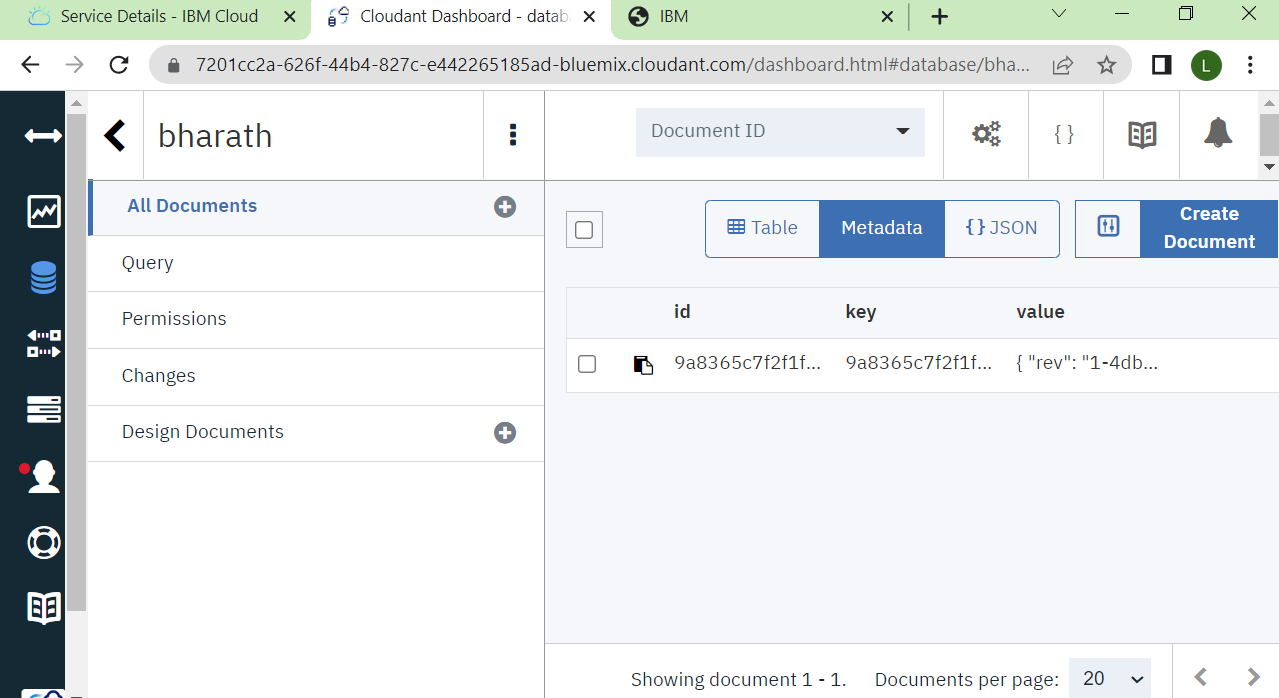 Service Details - IBM Cloud
Cloudant Dashboard - datab
IBM
7201cc2a-626f-44b4-827c-e442265185ad-bluemix.cloudant.com/dashboard.html#database/bha...
L
bharath
Document ID
{ }
All Documents
Query
Permissions
Changes
Design Documents
Table
Metadata
{ } JSON
Create
Document
id key value
9a8365c7f2f1f... 9a8365c7f2f1f... { "rev": "1-4db...
Showing document 1 - 1. Documents per page: 20